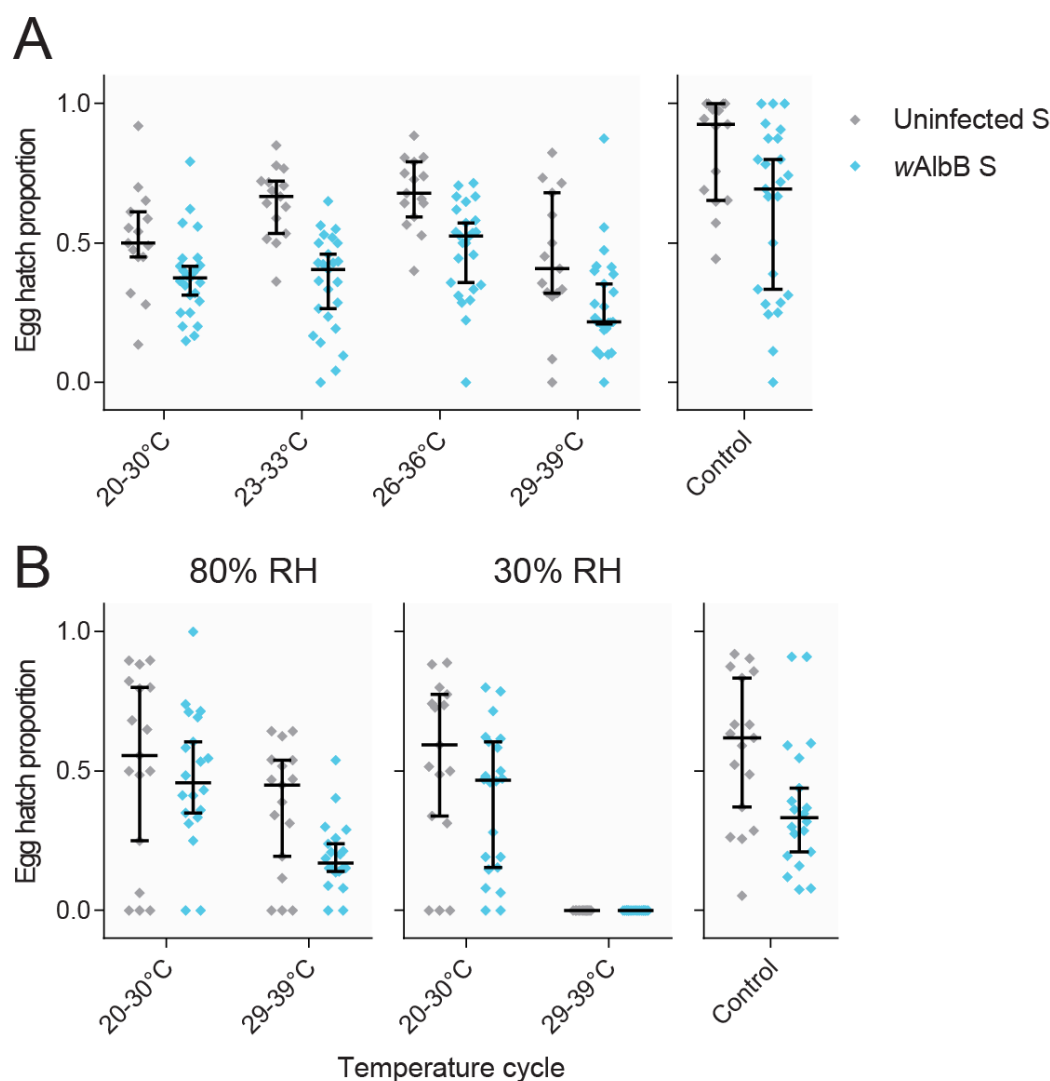 A
1.0
0.5
0.0
Egg hatch proportion
20-30°C
23-33°C
26-36°C
29-39°C
Control
Uninfected S
wAlbB S
B
80% RH
30% RH
1.0
0.5
0.0
Egg hatch proportion
20-30°C
29-39°C
20-30°C
29-39°C
Control
Temperature cycle